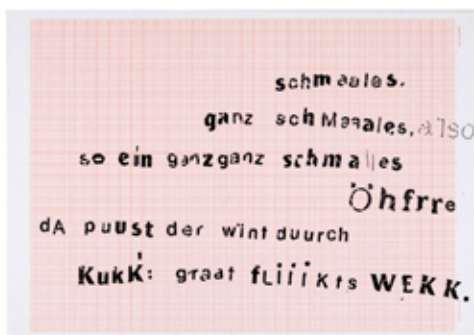 schmaales.
ganz schMaaales, also
so ein ganzganz schmalles
Öhfrre
dA puust der wint duurch
KukK: graat fLiiiKts WEKK.